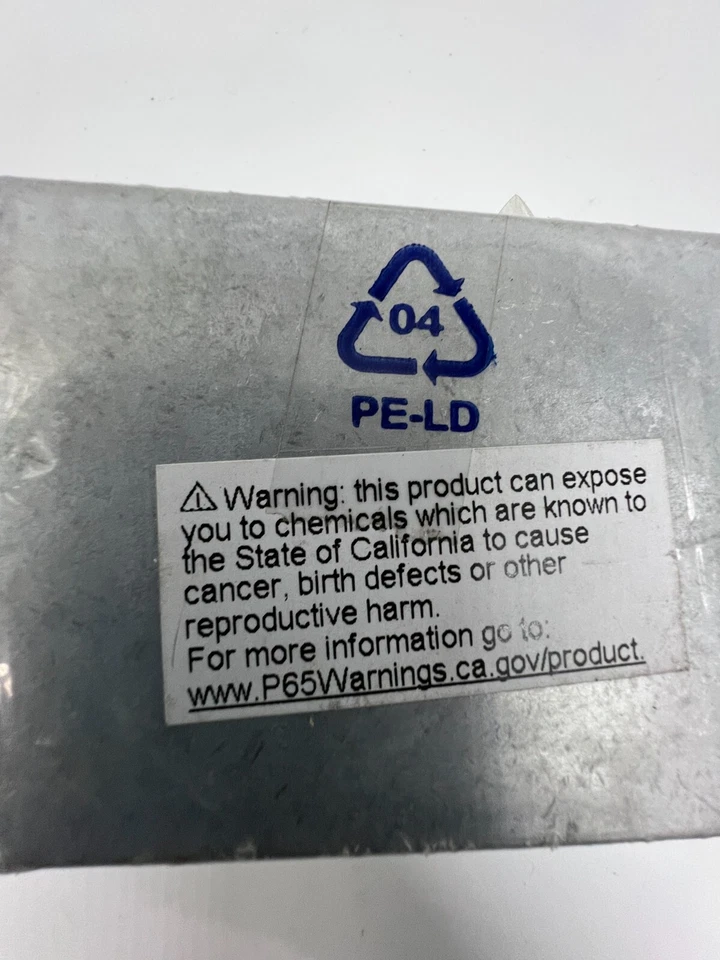 04
PE-LD
⚠ Warning: this product can expose
you to chemicals which are known to
the State of California to cause
cancer, birth defects or other
reproductive harm.
For more information go to:
www.P65Warnings.ca.gov/product.